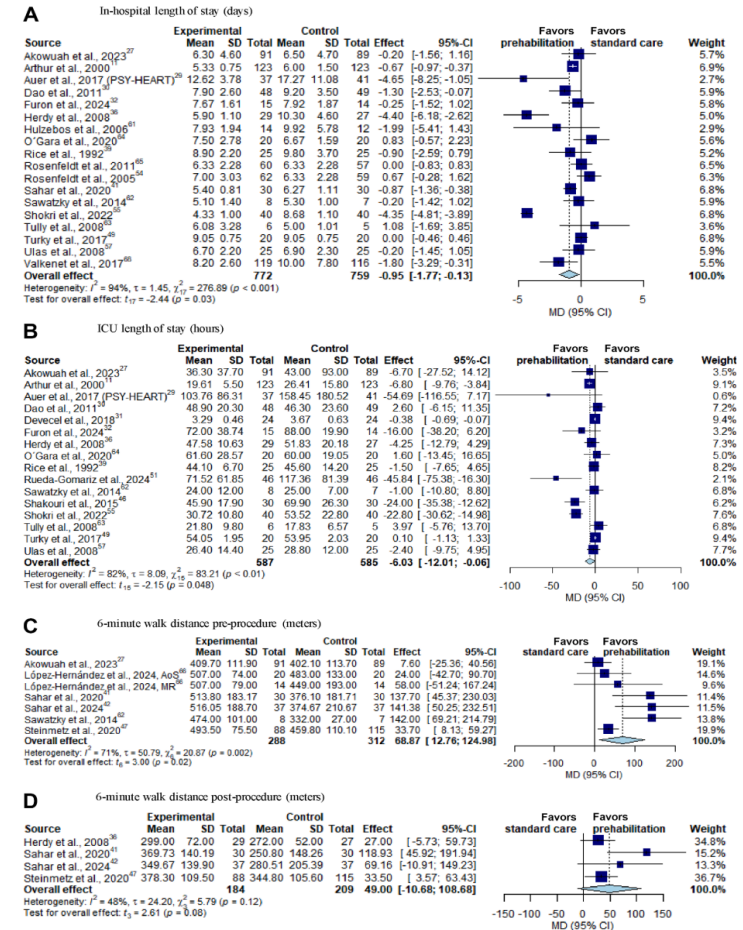 A In-hospital length of stay (days)
Experimental Control Favors Favors
Source Mean SD Total Mean SD Total Effect 95%-CI prehabilitation standard care Weight
Akowuah et al., 2023²⁷ 6.30 4.60 91 6.50 4.70 89 -0.20 [-1.56; 1.16] 5.7%
Arthur et al., 2000¹¹ 5.33 0.75 123 6.00 1.50 123 -0.67 [-0.97; -0.37] 6.9%
Auer et al., 2017 (PSY-HEART)²⁹ 12.62 3.78 37 17.27 11.08 41 -4.65 [-8.25; -1.05] 2.7%
Dao et al., 2011³⁰ 7.90 2.60 48 9.20 3.50 49 -1.30 [-2.53; -0.07] 5.9%
Furon et al., 2024³² 7.67 1.61 15 7.92 1.87 14 -0.25 [-1.52; 1.02] 5.8%
Herdy et al., 2008³⁶ 5.90 1.10 29 10.30 4.60 27 -4.40 [-6.18; -2.62] 5.1%
Hulzebos et al., 2006⁶¹ 7.93 1.94 14 9.92 5.78 12 -1.99 [-5.41; 1.43] 2.9%
O´Gara et al., 2020⁶⁴ 7.50 2.78 20 6.67 1.59 20 0.83 [-0.57; 2.23] 5.6%
Rice et al., 1992³⁹ 8.90 2.20 25 9.80 3.70 25 -0.90 [-2.59; 0.79] 5.2%
Rosenfeldt et al., 2011⁶⁵ 6.33 2.28 60 6.33 2.28 57 0.00 [-0.83; 0.83] 6.5%
Rosenfeldt et al., 2005⁵⁴ 7.00 3.03 62 6.33 2.28 59 0.67 [-0.28; 1.62] 6.3%
Sahar et al., 2020⁴¹ 5.40 0.81 30 6.27 1.11 30 -0.87 [-1.36; -0.38] 6.8%
Sawatzky et al., 2014⁶² 5.10 1.40 8 5.30 1.00 7 -0.20 [-1.42; 1.02] 5.9%
Shokri et al., 2022⁵⁵ 4.33 1.00 40 8.68 1.10 40 -4.35 [-4.81; -3.89] 6.8%
Tully et al., 2008⁶³ 6.08 3.28 6 5.00 1.01 5 1.08 [-1.69; 3.85] 3.6%
Turky et al., 2017⁴⁹ 9.05 0.75 20 9.05 0.75 20 0.00 [-0.46; 0.46] 6.8%
Ulas et al., 2008⁵⁷ 6.70 2.20 25 6.90 2.30 25 -0.20 [-1.45; 1.05] 5.8%
Valkenet et al., 2017⁶⁶ 8.20 2.60 119 10.00 7.80 116 -1.80 [-3.29; -0.31] 5.5%
Overall effect 772 759 -0.95 [-1.77; -0.13] 100.0%
Heterogeneity: I² = 94%, τ = 1.45, χ²₁₇ = 276.89 (p < 0.001)
Test for overall effect: t₁₇ = -2.44 (p = 0.03)
-5 0 5
MD (95% CI)
B ICU length of stay (hours)
Experimental Control Favors Favors
Source Mean SD Total Mean SD Total Effect 95%-CI prehabilitation standard care Weight
Akowuah et al., 2023²⁷ 36.30 37.70 91 43.00 93.00 89 -6.70 [-27.52; 14.12] 3.5%
Arthur et al., 2000¹¹ 19.61 5.50 123 26.41 15.80 123 -6.80 [-9.76; -3.84] 9.1%
Auer et al., 2017 (PSY-HEART)²⁹ 103.76 86.31 37 158.45 180.52 41 -54.69 [-116.55; 7.17] 0.6%
Dao et al., 2011³⁰ 48.90 20.30 48 46.30 23.60 49 2.60 [-6.15; 11.35] 7.3%
Devecel et al., 2018³¹ 3.29 0.46 24 3.67 0.63 24 -0.38 [-0.69; -0.07] 9.4%
Furon et al., 2024³² 72.00 38.74 15 88.00 19.90 14 -16.00 [-38.20; 6.20] 3.2%
Herdy et al., 2008³⁶ 47.58 10.63 29 51.83 20.18 27 -4.25 [-12.79; 4.29] 7.3%
O´Gara et al., 2020⁶⁴ 61.60 28.57 20 60.00 19.05 20 1.60 [-13.45; 16.65] 5.0%
Rice et al., 1992³⁹ 44.10 6.70 25 45.60 14.20 25 -1.50 [-7.65; 4.65] 8.2%
Rueda-Gomariz et al., 2024⁵¹ 71.52 61.85 46 117.36 81.39 46 -45.84 [-75.38; -16.30] 2.1%
Sawatzky et al., 2014⁶² 24.00 12.00 8 25.00 7.00 7 -1.00 [-10.80; 8.80] 6.9%
Shakouri et al., 2015⁴⁶ 45.90 17.90 30 69.90 26.30 30 -24.00 [-35.38; -12.62] 6.2%
Shokri et al., 2022⁵⁵ 30.72 10.80 40 53.52 22.80 40 -22.80 [-30.62; -14.98] 7.6%
Tully et al., 2008⁶³ 21.80 9.80 6 17.83 6.57 5 3.97 [-5.76; 13.70] 6.9%
Turky et al., 2017⁴⁹ 54.05 1.95 20 53.95 2.03 20 0.10 [-1.13; 1.33] 9.4%
Ulas et al., 2008⁵⁷ 26.40 14.40 25 28.80 12.00 25 -2.40 [-9.75; 4.95] 7.7%
Overall effect 587 585 -6.03 [-12.01; -0.06] 100.0%
Heterogeneity: I² = 82%, τ = 8.09, χ²₁₅ = 83.21 (p < 0.01)
Test for overall effect: t₁₅ = -2.15 (p = 0.048)
-100 -50 0 50 100
MD (95% CI)
C 6-minute walk distance pre-procedure (meters)
Experimental Control Favors Favors
Source Mean SD Total Mean SD Total Effect 95%-CI standard care prehabilitation Weight
Akowuah et al., 2023²⁷ 409.70 111.90 91 402.10 113.70 89 7.60 [-25.36; 40.56] 19.1%
López-Hernández et al., 2024, AoS⁶⁶ 507.00 74.00 20 483.00 133.00 20 24.00 [-42.70; 90.70] 14.4%
López-Hernández et al., 2024, MR⁶⁶ 507.00 79.00 14 449.00 193.00 14 58.00 [-51.24; 167.24] 9.6%
Sahar et al., 2020⁴¹ 513.80 183.17 30 376.10 181.71 30 137.70 [45.37; 230.03] 11.4%
Sahar et al., 2024⁴² 516.05 188.70 37 374.67 210.67 37 141.38 [50.25; 232.51] 11.5%
Sawatzky et al., 2014⁶² 474.00 101.00 8 332.00 27.00 7 142.00 [69.21; 214.79] 13.8%
Steinmetz et al., 2020⁴⁷ 493.50 75.50 88 459.80 110.10 115 33.70 [8.13; 59.27] 19.9%
Overall effect 288 312 68.87 [12.76; 124.98] 100.0%
Heterogeneity: I² = 71%, τ = 50.79, χ²₆ = 20.87 (p = 0.002)
Test for overall effect: t₆ = 3.00 (p = 0.02)
-200 -100 0 100 200
MD (95% CI)
D 6-minute walk distance post-procedure (meters)
Favors Favors
standard care prehabilitation
Herdy et al., 2008³⁶ 299.00 72.00 29 272.00 52.00 27 27.00 [-5.73; 59.73] 34.8%
Sahar et al., 2020⁴¹ 369.73 140.19 30 250.80 148.26 30 118.93 [45.92; 191.94] 15.2%
Sahar et al., 2024⁴² 349.67 139.90 37 280.51 205.39 37 69.16 [-10.91; 149.23] 13.3%
Steinmetz et al., 2020⁴⁷ 378.30 109.50 88 344.80 105.60 115 33.50 [3.57; 63.43] 36.7%
Overall effect 184 209 49.00 [-10.68; 108.68] 100.0%
Heterogeneity: I² = 48%, τ = 24.20, χ²₃ = 5.79 (p = 0.12)
Test for overall effect: t₃ = 2.61 (p = 0.08)
-150 -100 -50 0 50 100 150
MD (95% CI)